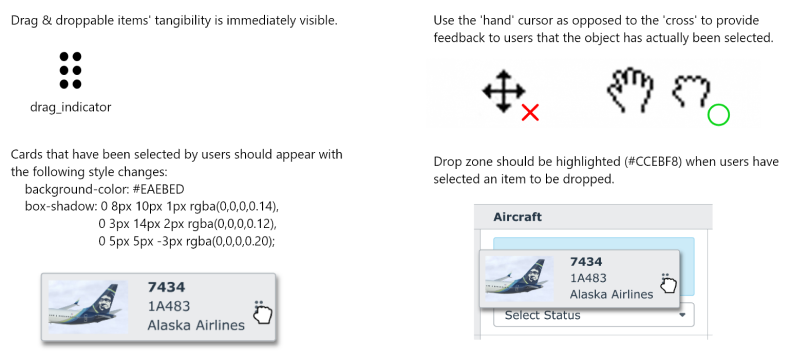 Drag & droppable items' tangibility is immediately visible.
drag_indicator
Cards that have been selected by users should appear with
the following style changes:
background-color: #EAEBED
box-shadow: 0 8px 10px 1px rgba(0,0,0,0.14),
0 3px 14px 2px rgba(0,0,0,0.12),
0 5px 5px -3px rgba(0,0,0,0.20);
7434
1A483
Alaska Airlines
Use the 'hand' cursor as opposed to the 'cross' to provide
feedback to users that the object has actually been selected.
Drop zone should be highlighted (#CCEBF8) when users have
selected an item to be dropped.
Aircraft
7434
1A483
Alaska Airlines
Select Status